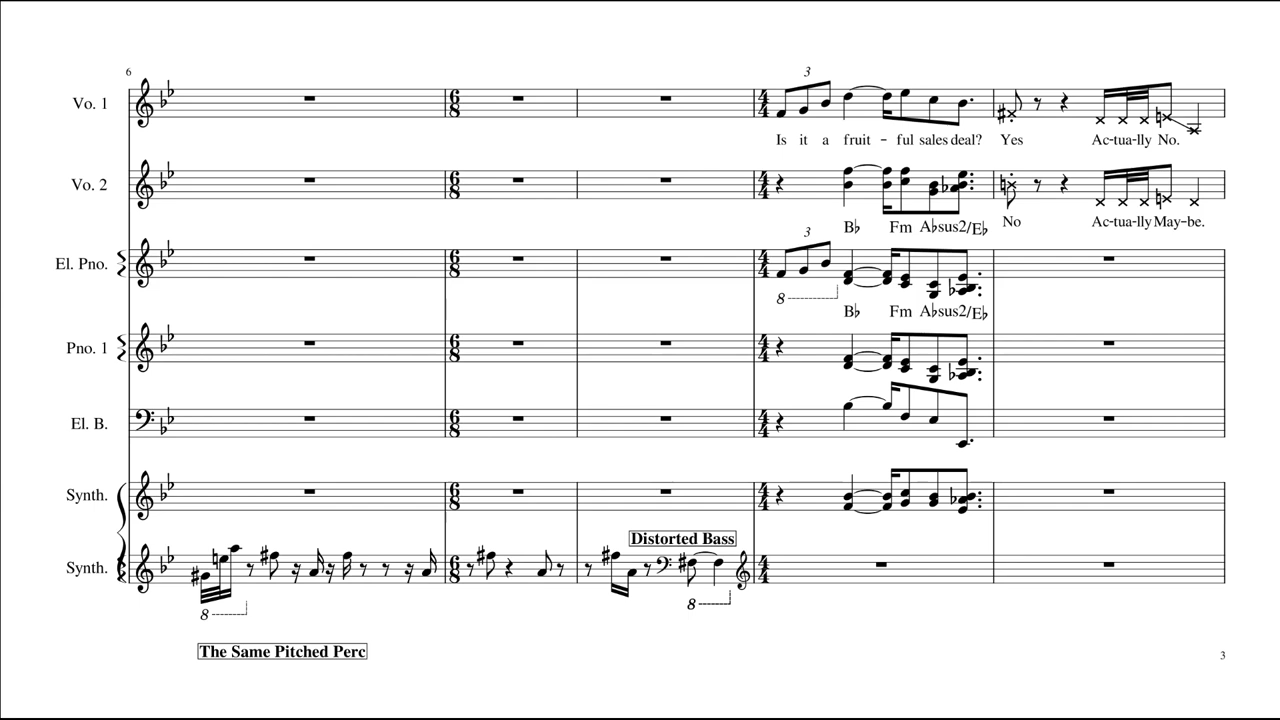 6
Vo. 1
3
Is it a fruit - ful sales deal? Yes Ac-tua-lly No.
Vo. 2
No Ac-tua-lly May-be.
B♭ Fm A♭sus2/E♭
El. Pno.
3
8
B♭ Fm A♭sus2/E♭
Pno. 1
El. B.
Synth.
Distorted Bass
Synth.
8
8
The Same Pitched Perc
3